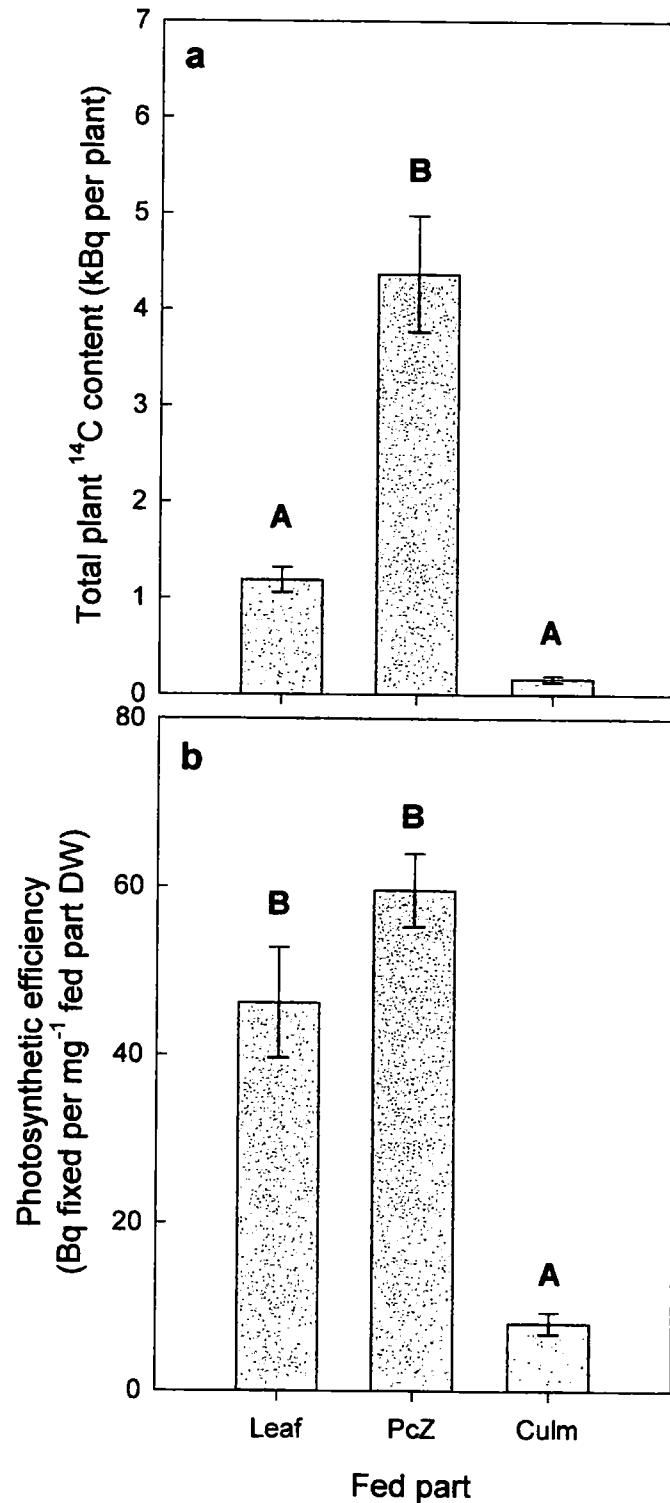 7
a
6
B
5
4
3
2
A
1
A
0
Total plant ¹⁴C content (kBq per plant)
80
b
B
B
60
40
20
A
0
Photosynthetic efficiency
(Bq fixed per mg⁻¹ fed part DW)
Leaf PcZ Culm
Fed part